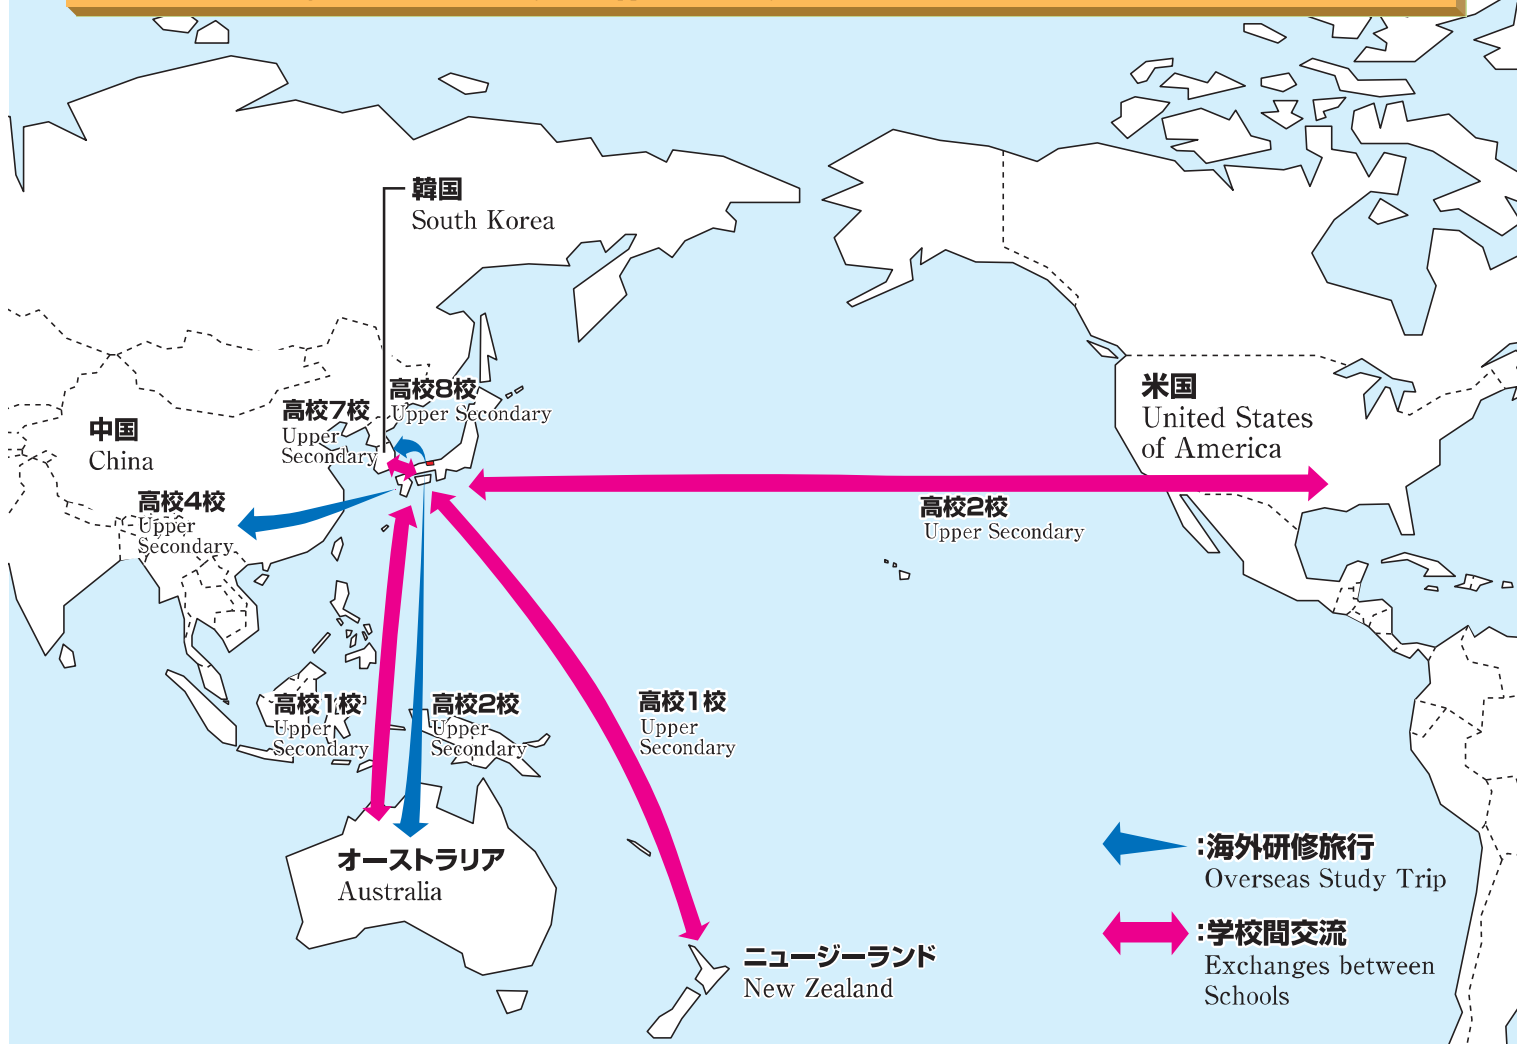 韓国
South Korea
高校8校
Upper Secondary
高校7校
Upper
Secondary
中国
China
高校4校
Upper
Secondary
米国
United States
of America
高校2校
Upper Secondary
高校1校
Upper
Secondary
高校2校
Upper
Secondary
高校1校
Upper
Secondary
オーストラリア
Australia
ニュージーランド
New Zealand
:海外研修旅行
Overseas Study Trip
:学校間交流
Exchanges between
Schools